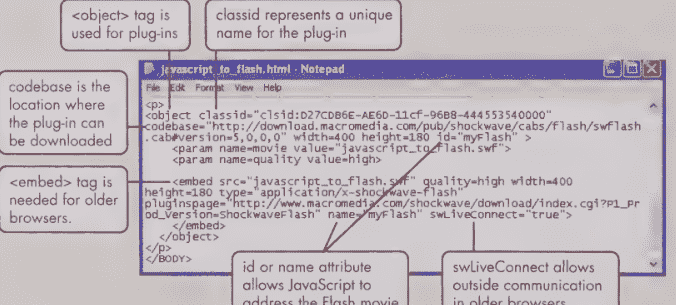 <object> tag is
used for plug-ins
classid represents a unique
name for the plug-in
codebase is the
location where
the plug-in can
be downloaded
<embed> tag is
needed for older
browsers.
javascript_to_flash.html - Notepad
File Edit Format View Help
<p>
<object classid="clsid:D27CDB6E-AE6D-11cf-96B8-444553540000"
codebase="http://download.macromedia.com/pub/shockwave/cabs/flash/swflash
.cab#version=5,0,0,0" width=400 height=180 id="myFlash" >
<param name=movie value="javascript_to_flash.swf">
<param name=quality value=high>
<embed src="javascript_to_flash.swf" quality=high width=400
height=180 type="application/x-shockwave-flash"
pluginspage="http://www.macromedia.com/shockwave/download/index.cgi?P1_Pr
od_Version=ShockwaveFlash" name="myFlash" swLiveConnect="true">
</embed>
</object>
</p>
</BODY>
id or name attribute
allows JavaScript to
address the Flash movie
swLiveConnect allows
outside communication
in older browsers